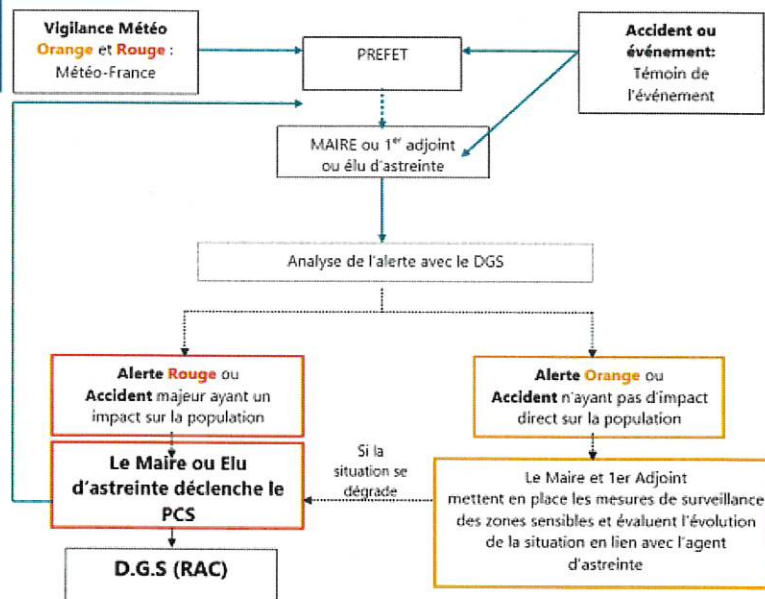 Vigilance Météo
Orange et Rouge :
Météo-France
PREFET
Accident ou
événement:
Témoin de
l'événement
MAIRE ou 1er adjoint
ou élu d'astreinte
Analyse de l'alerte avec le DGS
Alerte Rouge ou
Accident majeur ayant un
impact sur la population
Alerte Orange ou
Accident n'ayant pas d'impact
direct sur la population
Le Maire ou Elu
d'astreinte déclenche le
PCS
Si la
situation se
dégrade
Le Maire et 1er Adjoint
mettent en place les mesures de surveillance
des zones sensibles et évaluent l'évolution
de la situation en lien avec l'agent
d'astreinte
D.G.S (RAC)